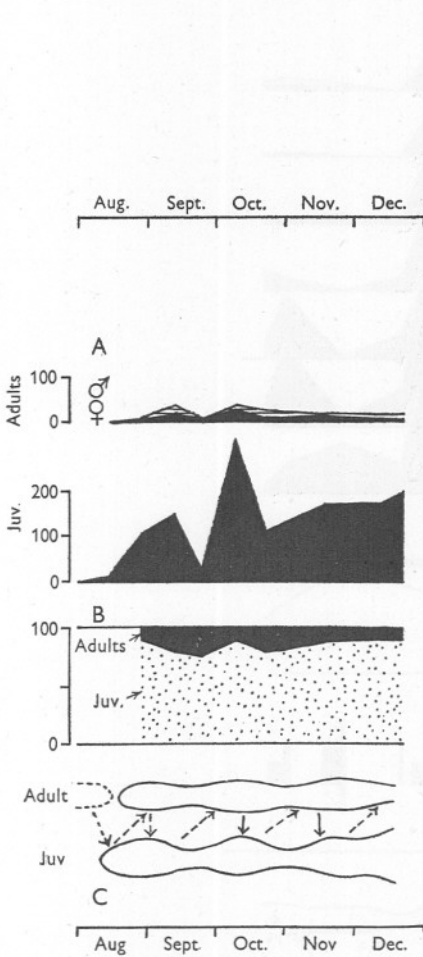 Aug. Sept. Oct. Nov. Dec.
A
Adults
100
0
♂
♀
Juv.
200
100
0
B
100
Adults
Juv.
0
Adult
Juv
C
Aug Sept. Oct. Nov Dec.